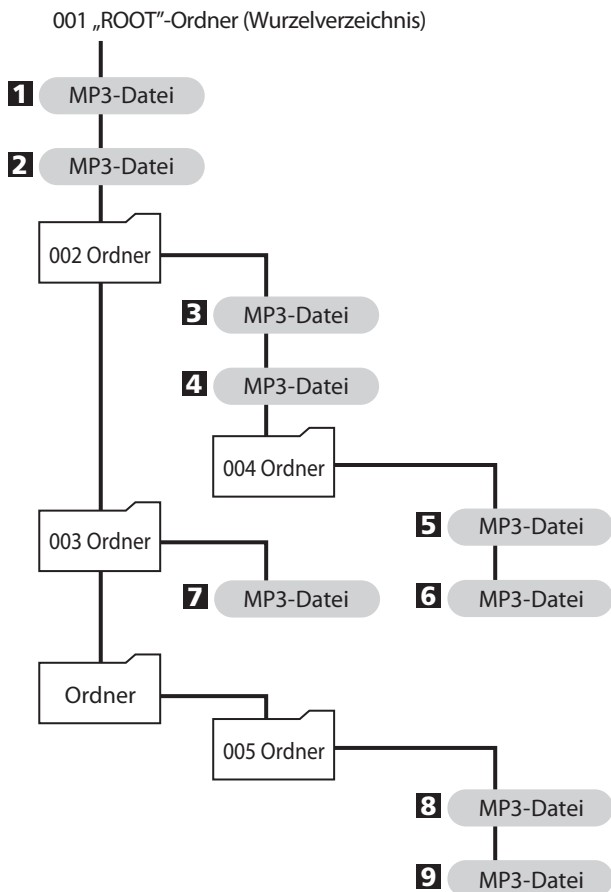 001 „ROOT”-Ordner (Wurzelverzeichnis)
1 MP3-Datei
2 MP3-Datei
002 Ordner
3 MP3-Datei
4 MP3-Datei
004 Ordner
003 Ordner
5 MP3-Datei
7 MP3-Datei
6 MP3-Datei
Ordner
005 Ordner
8 MP3-Datei
9 MP3-Datei